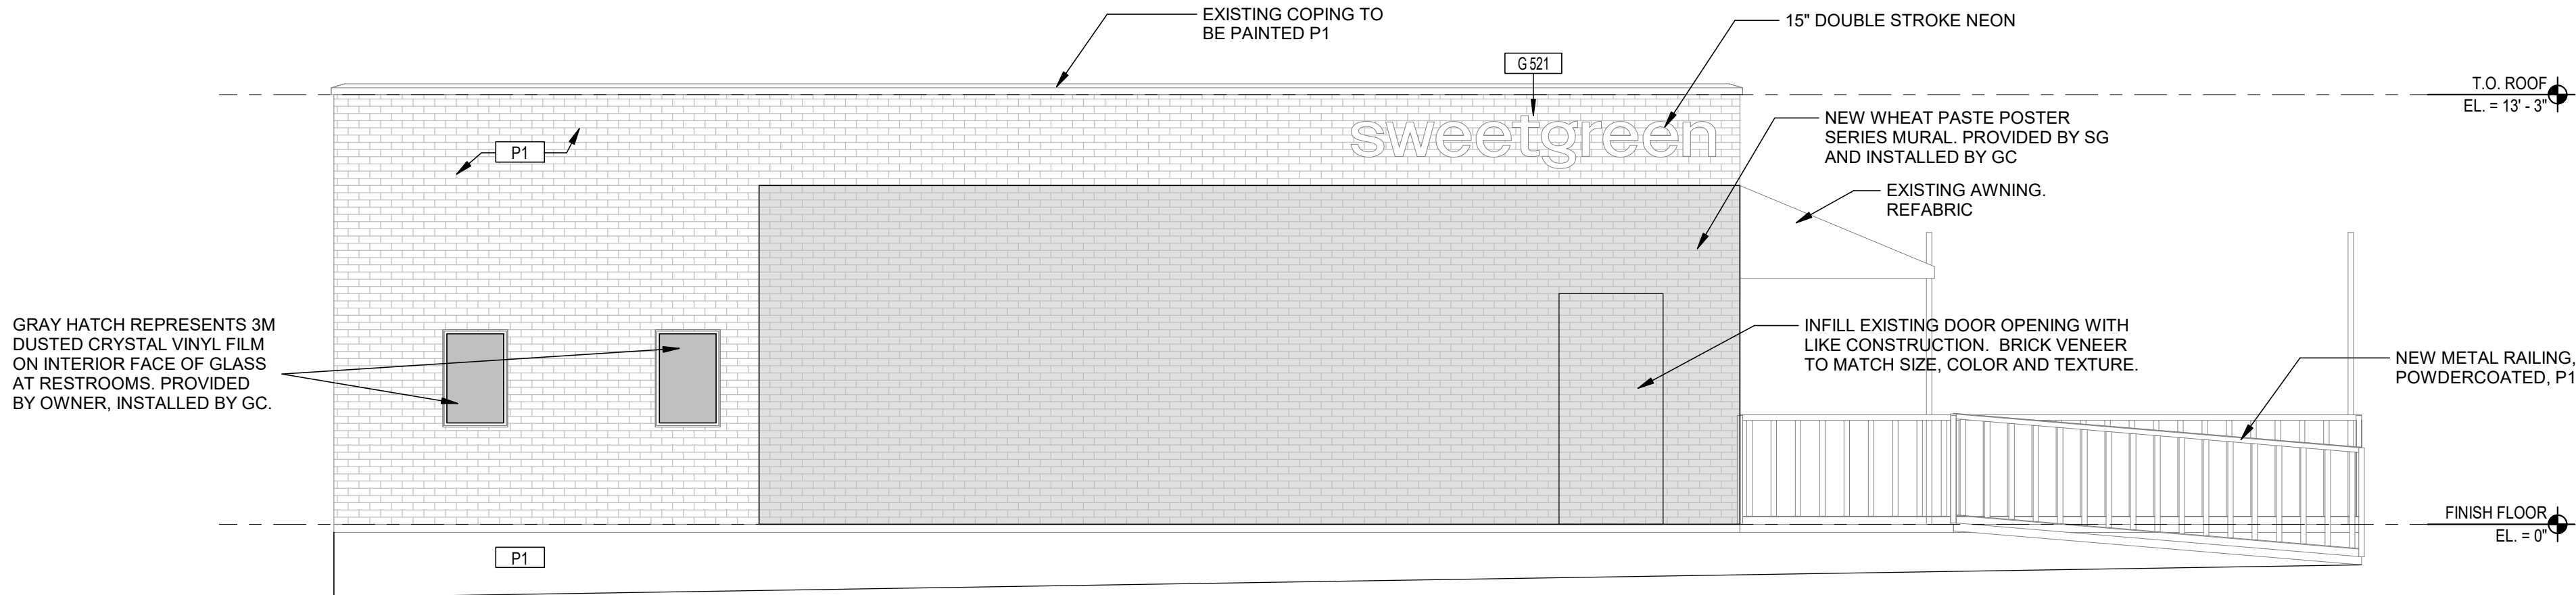 EXISTING COPING TO
BE PAINTED P1
15" DOUBLE STROKE NEON
G 521
T.O. ROOF
EL. = 13' - 3"
sweetgreen
NEW WHEAT PASTE POSTER
SERIES MURAL. PROVIDED BY SG
AND INSTALLED BY GC
P1
EXISTING AWNING.
REFABRIC
GRAY HATCH REPRESENTS 3M
DUSTED CRYSTAL VINYL FILM
ON INTERIOR FACE OF GLASS
AT RESTROOMS. PROVIDED
BY OWNER, INSTALLED BY GC.
INFILL EXISTING DOOR OPENING WITH
LIKE CONSTRUCTION. BRICK VENEER
TO MATCH SIZE, COLOR AND TEXTURE.
NEW METAL RAILING,
POWDERCOATED, P1
FINISH FLOOR
EL. = 0"
P1